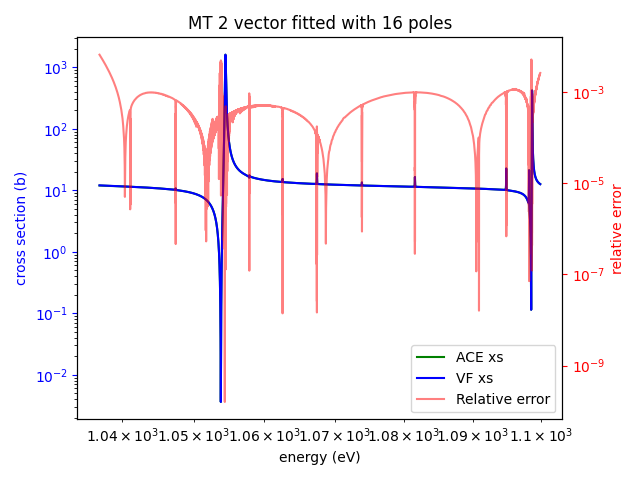 MT 2 vector fitted with 16 poles
cross section (b)
10³
10²
10¹
10⁰
10⁻¹
10⁻²
10⁻³
10⁻⁵
10⁻⁷
10⁻⁹
relative error
ACE xs
VF xs
Relative error
1.04 × 10³ 1.05 × 10³ 1.06 × 10³ 1.07 × 10³ 1.08 × 10³ 1.09 × 10³ 1.1 × 10³
energy (eV)